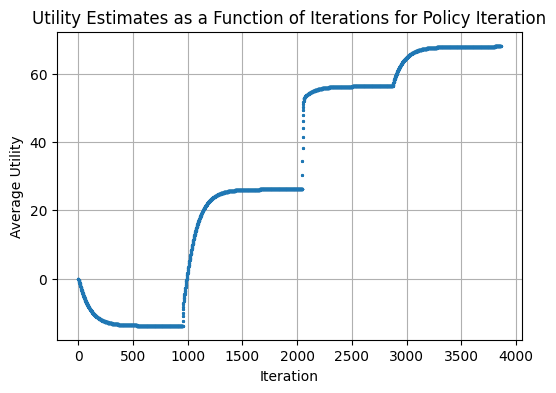 Utility Estimates as a Function of Iterations for Policy Iteration
Average Utility
60
40
20
0
0 500 1000 1500 2000 2500 3000 3500 4000
Iteration